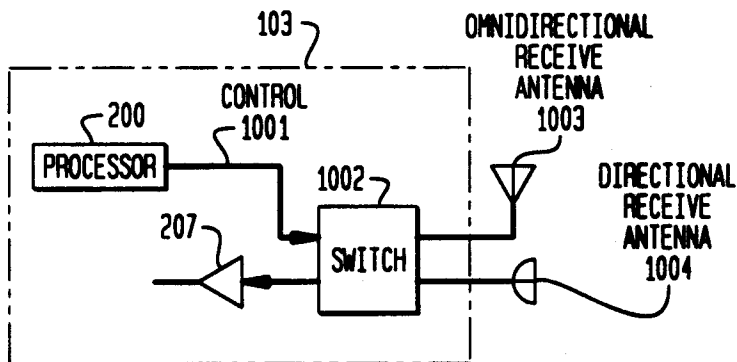 103
OMNIDIRECTIONAL
RECEIVE
ANTENNA
1003
200
CONTROL
1001
PROCESSOR
1002
DIRECTIONAL
RECEIVE
ANTENNA
1004
207
SWITCH